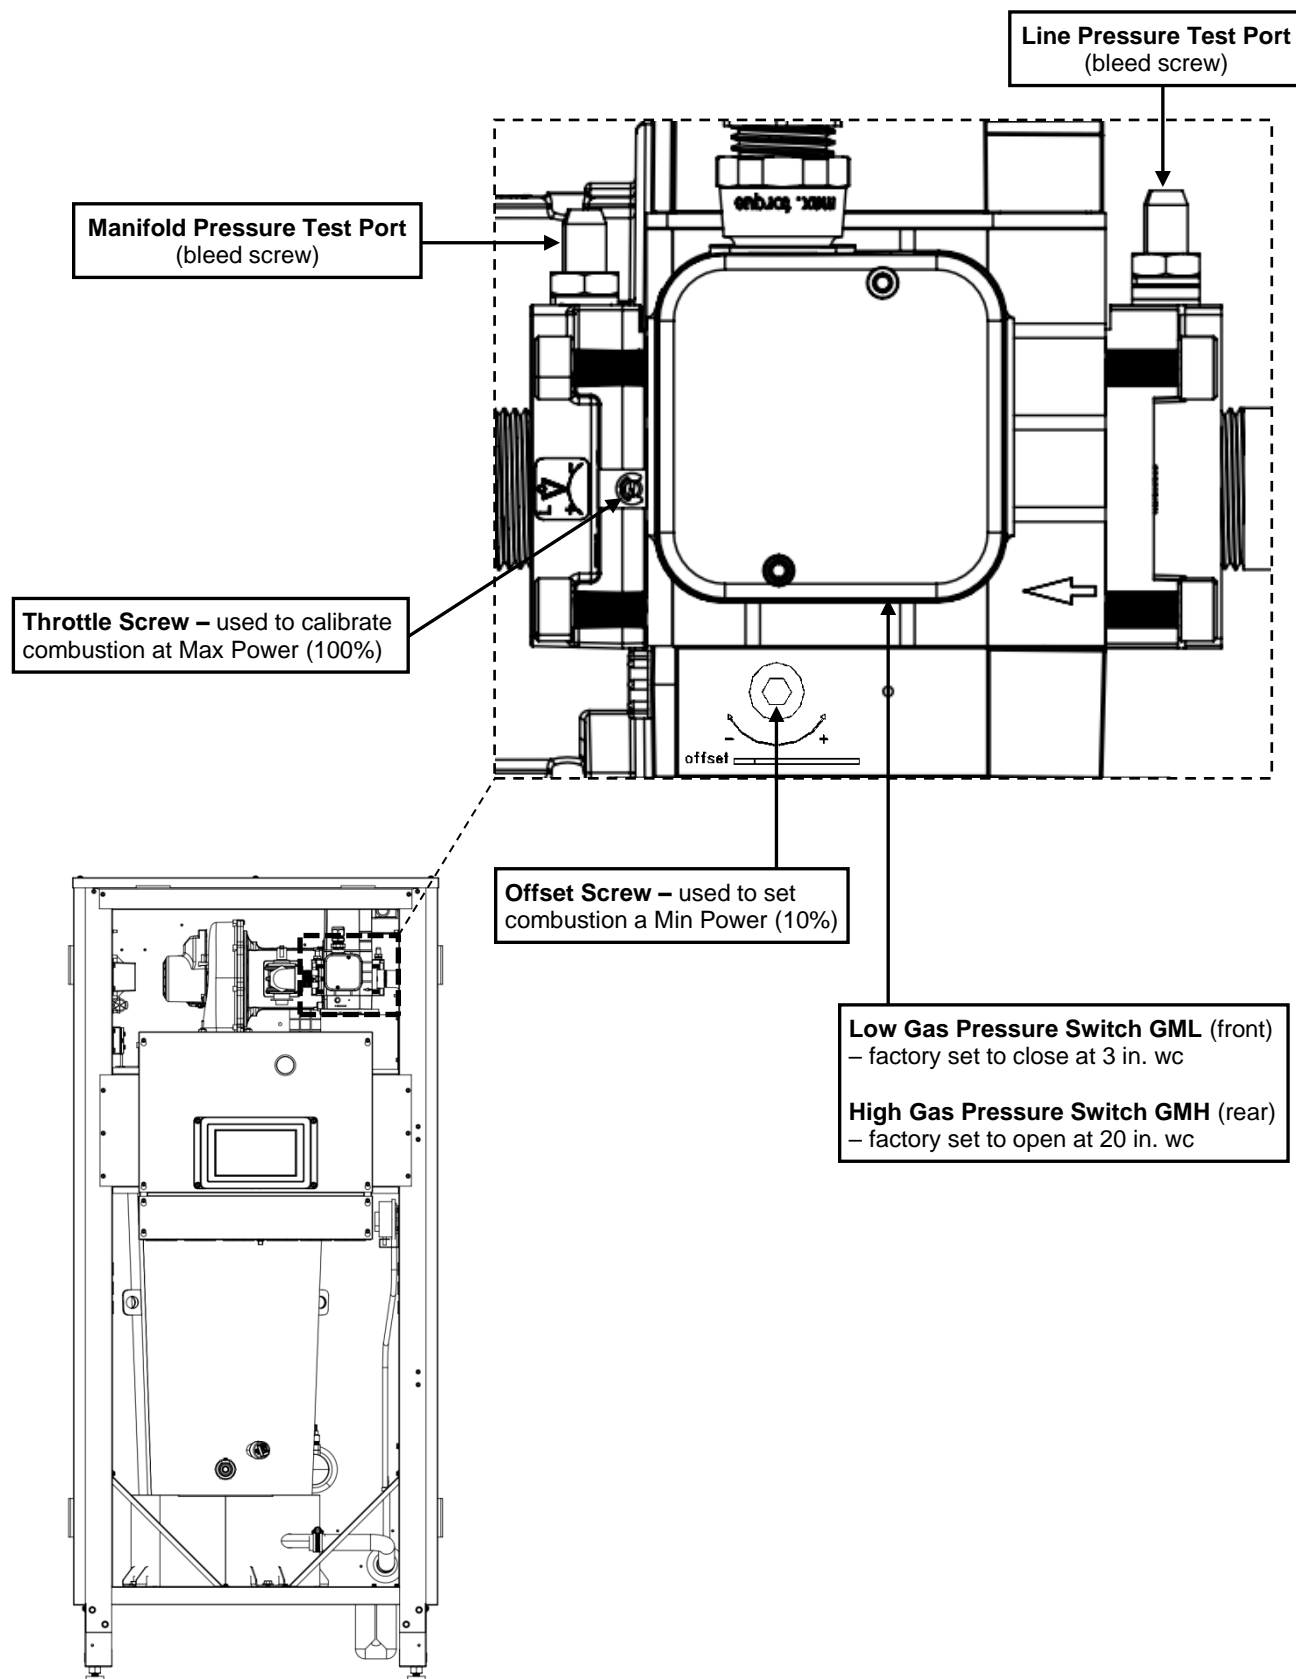 Line Pressure Test Port
(bleed screw)
max. torque
Manifold Pressure Test Port
(bleed screw)
Throttle Screw – used to calibrate
combustion at Max Power (100%)
- +
offset
Offset Screw – used to set
combustion a Min Power (10%)
Low Gas Pressure Switch GML (front)
– factory set to close at 3 in. wc
High Gas Pressure Switch GMH (rear)
– factory set to open at 20 in. wc